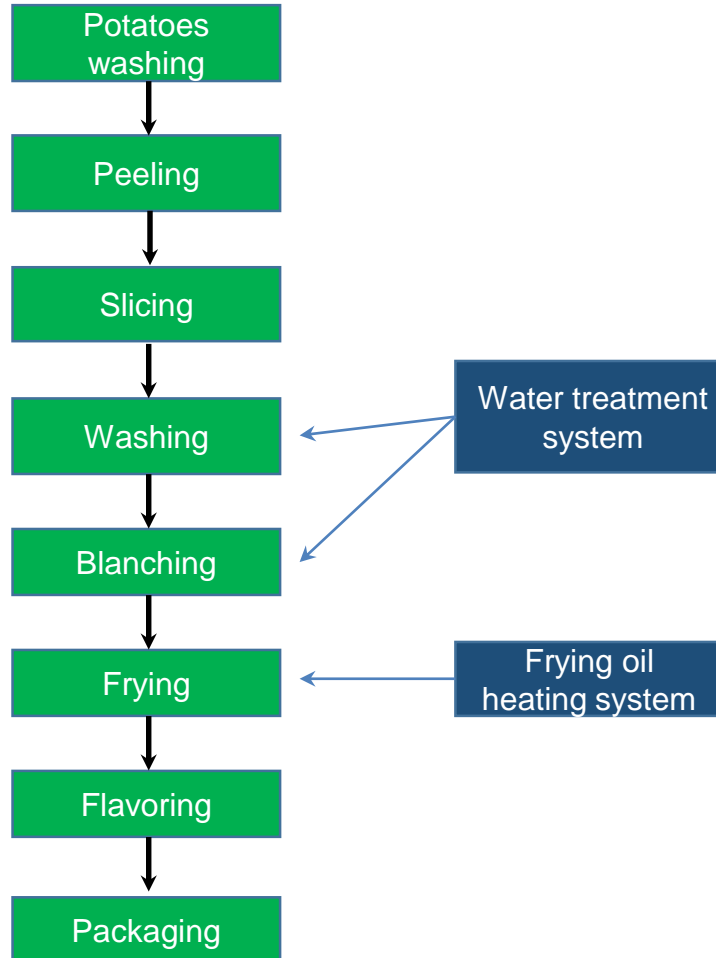 Potatoes
washing
Peeling
Slicing
Washing
Water treatment
system
Blanching
Frying
Frying oil
heating system
Flavoring
Packaging